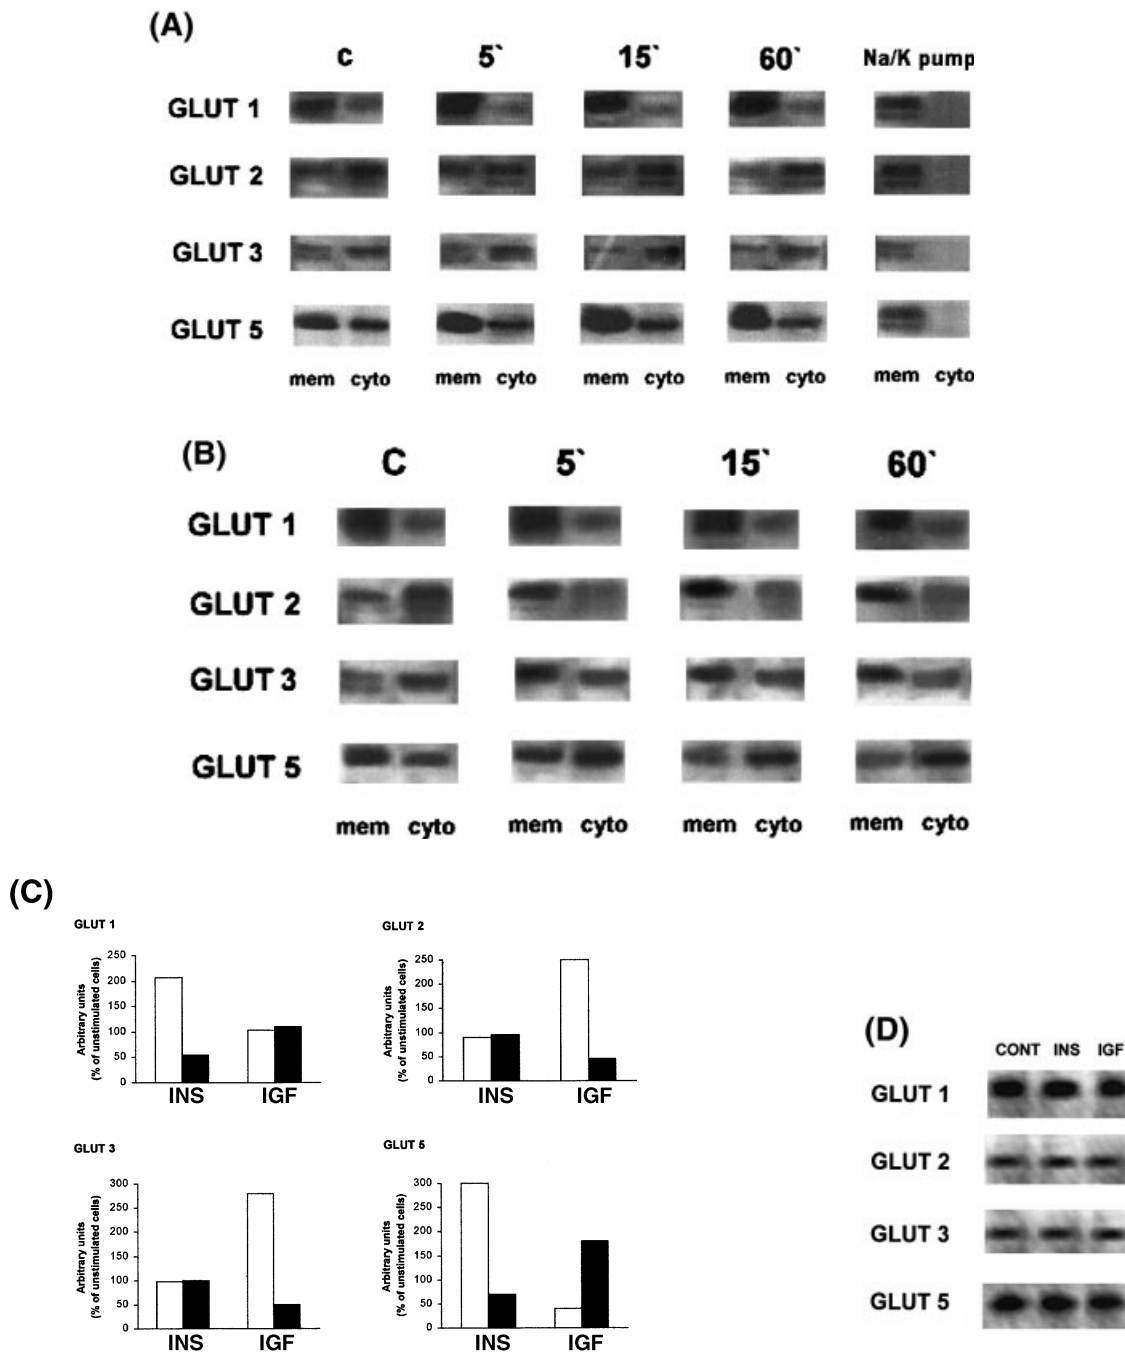 (A)
c 5` 15` 60` Na/K pump
GLUT 1
GLUT 2
GLUT 3
GLUT 5
mem cyto mem cyto mem cyto mem cyto mem cyto
(B)
C 5` 15` 60`
GLUT 1
GLUT 2
GLUT 3
GLUT 5
mem cyto mem cyto mem cyto mem cyto
(C)
GLUT 1
Arbitrary units
(% of unstimulated cells)
250
200
150
100
50
0
INS IGF
GLUT 2
Arbitrary units
(% of unstimulated cells)
250
200
150
100
50
0
INS IGF
GLUT 3
Arbitrary units
(% of unstimulated cells)
300
250
200
150
100
50
0
INS IGF
GLUT 5
Arbitrary units
(% of unstimulated cells)
300
250
200
150
100
50
0
INS IGF
(D)
CONT INS IGF
GLUT 1
GLUT 2
GLUT 3
GLUT 5